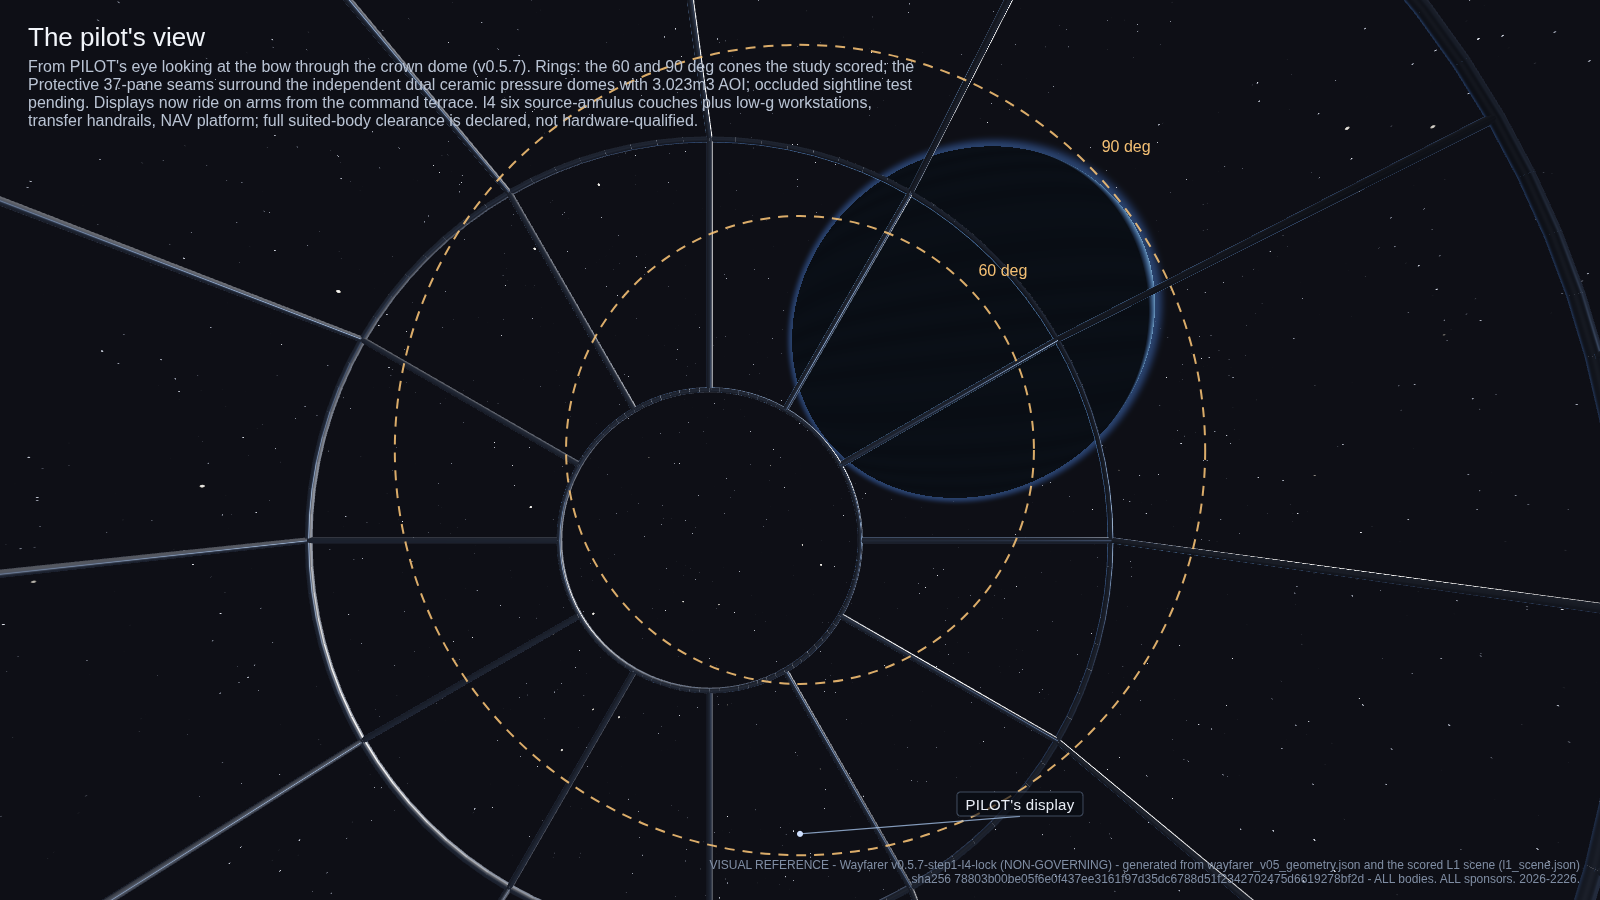 The pilot's view
From PILOT's eye looking at the bow through the crown dome (v0.5.7). Rings: the 60 and 90 deg cones the study scored; the
Protective 37-pane seams surround the independent dual ceramic pressure domes with 3.023m3 AOI; occluded sightline test
pending. Displays now ride on arms from the command terrace. I4 six source-annulus couches plus low-g workstations,
transfer handrails, NAV platform; full suited-body clearance is declared, not hardware-qualified.
90 deg
60 deg
PILOT's display
VISUAL REFERENCE - Wayfarer v0.5.7-step1-I4-lock (NON-GOVERNING) - generated from wayfarer_v05_geometry.json and the scored L1 scene (l1_scene.json)
sha256 - ALL bodies. ALL sponsors. 2026-2226.